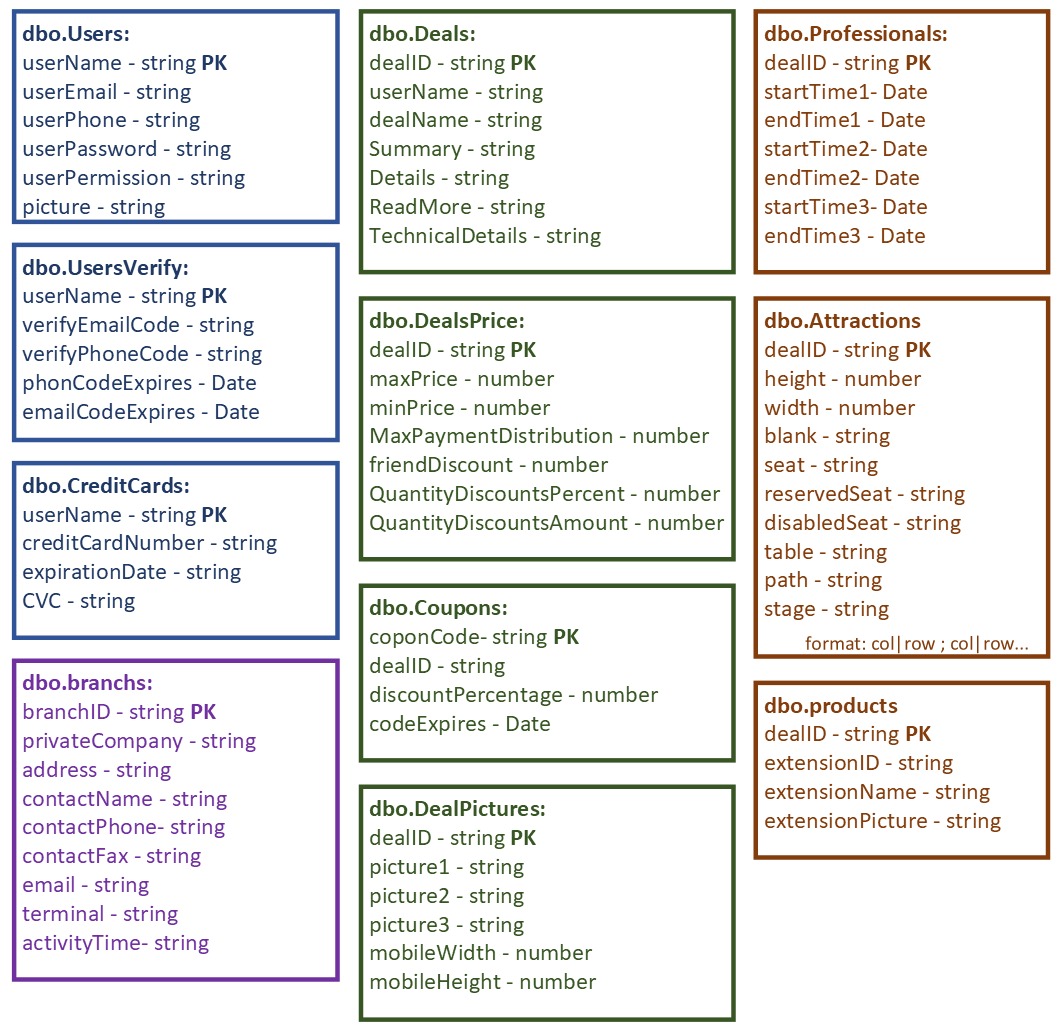 dbo.Users:
userName - string PK
userEmail - string
userPhone - string
userPassword - string
userPermission - string
picture - string
dbo.UsersVerify:
userName - string PK
verifyEmailCode - string
verifyPhoneCode - string
phonCodeExpires - Date
emailCodeExpires - Date
dbo.CreditCards:
userName - string PK
creditCardNumber - string
expirationDate - string
CVC - string
dbo.branchs:
branchID - string PK
privateCompany - string
address - string
contactName - string
contactPhone- string
contactFax - string
email - string
terminal - string
activityTime- string
dbo.Deals:
dealID - string PK
userName - string
dealName - string
Summary - string
Details - string
ReadMore - string
TechnicalDetails - string
dbo.DealsPrice:
dealID - string PK
maxPrice - number
minPrice - number
MaxPaymentDistribution - number
friendDiscount - number
QuantityDiscountsPercent - number
QuantityDiscountsAmount - number
dbo.Coupons:
coponCode- string PK
dealID - string
discountPercentage - number
codeExpires - Date
dbo.DealPictures:
dealID - string PK
picture1 - string
picture2 - string
picture3 - string
mobileWidth - number
mobileHeight - number
dbo.Professionals:
dealID - string PK
startTime1- Date
endTime1 - Date
startTime2- Date
endTime2- Date
startTime3- Date
endTime3 - Date
dbo.Attractions
dealID - string PK
height - number
width - number
blank - string
seat - string
reservedSeat - string
disabledSeat - string
table - string
path - string
stage - string
format: col|row ; col|row...
dbo.products
dealID - string PK
extensionID - string
extensionName - string
extensionPicture - string